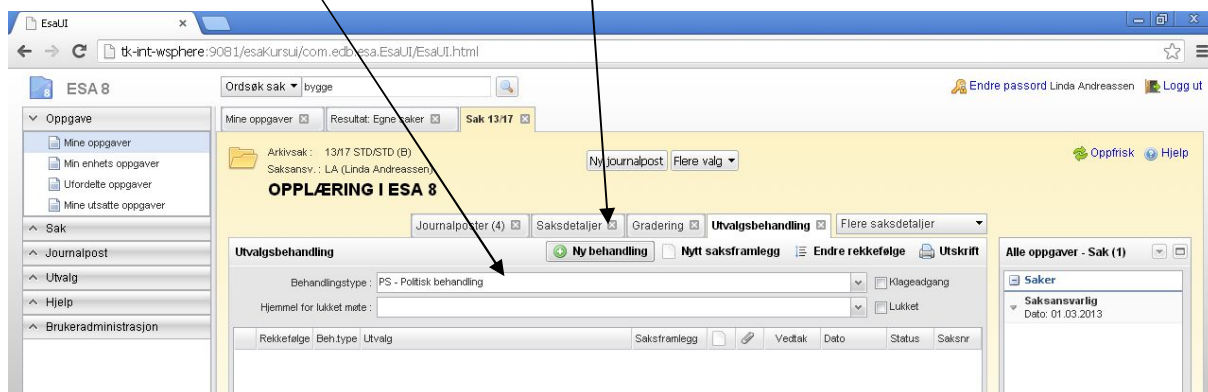 EsaUI
tk-int-wsphere:9081/esaKursui/com.edb.esa.EsaUI/EsaUI.html
ESA 8
Ordsøk sak bygge
Endre passord Linda Andreassen Logg ut
Oppgave
Mine oppgaver
Min enhets oppgaver
Ufordelte oppgaver
Mine utsatte oppgaver
Sak
Journalpost
Utvalg
Hjelp
Brukeradministrasjon
Mine oppgaver Resultat: Egne saker Sak 13/17
Arkivsak : 13/17 STD/STD (B)
Saksansv. : LA (Linda Andreassen)
OPPLÆRING I ESA 8
Ny journalpost Flere valg
Oppfrisk Hjelp
Journalposter (4) Saksdetaljer Gradering Utvalgsbehandling Flere saksdetaljer
Utvalgsbehandling Ny behandling Nytt saksframlegg Endre rekkefølge Utskrift
Behandlingstype : PS - Politisk behandling Klageadgang
Hjemmel for lukket møte : Lukket
Rekkefølge Beh.type Utvalg Saksframlegg Vedtak Dato Status Saksnr
Alle oppgaver - Sak (1)
Saker
Saksansvarlig
Dato: 01.03.2013